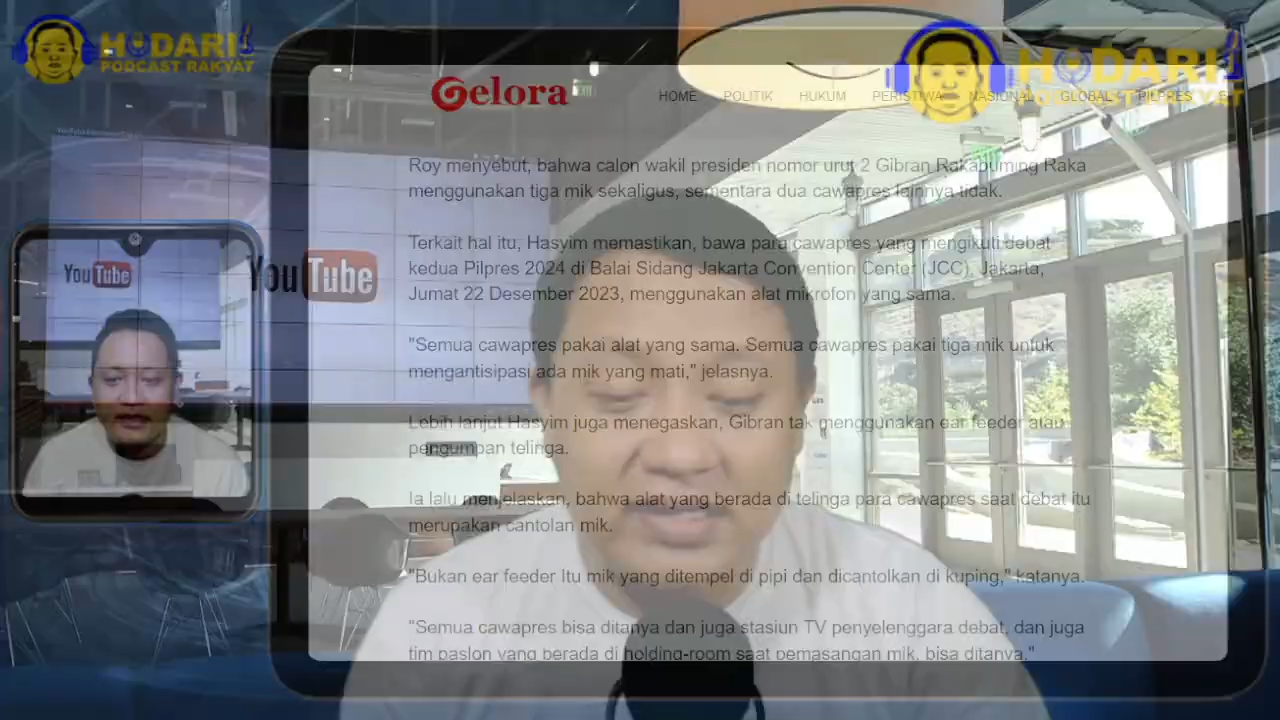 HODARI
PODCAST RAKYAT
HODARI
PODCAST RAKYAT
Gelora
HOME POLITIK HUKUM PERISTIWA NASIONAL GLOBAL PILPRES
Roy menyebut, bahwa calon wakil presiden nomor urut 2 Gibran Rakabuming Raka
menggunakan tiga mik sekaligus, sementara dua cawapres lainnya tidak.
Terkait hal itu, Hasyim memastikan, bawa para cawapres yang mengikuti debat
kedua Pilpres 2024 di Balai Sidang Jakarta Convention Center (JCC), Jakarta,
Jumat 22 Desember 2023, menggunakan alat mikrofon yang sama.
"Semua cawapres pakai alat yang sama. Semua cawapres pakai tiga mik untuk
mengantisipasi ada mik yang mati," jelasnya.
Lebih lanjut Hasyim juga menegaskan, Gibran tak menggunakan ear feeder atau
pengumpan telinga.
Ia lalu menjelaskan, bahwa alat yang berada di telinga para cawapres saat debat itu
merupakan cantolan mik.
"Bukan ear feeder Itu mik yang ditempel di pipi dan dicantolkan di kuping," katanya.
"Semua cawapres bisa ditanya dan juga stasiun TV penyelenggara debat, dan juga
tim paslon yang berada di holding-room saat pemasangan mik, bisa ditanya."
YouTube
YouTube